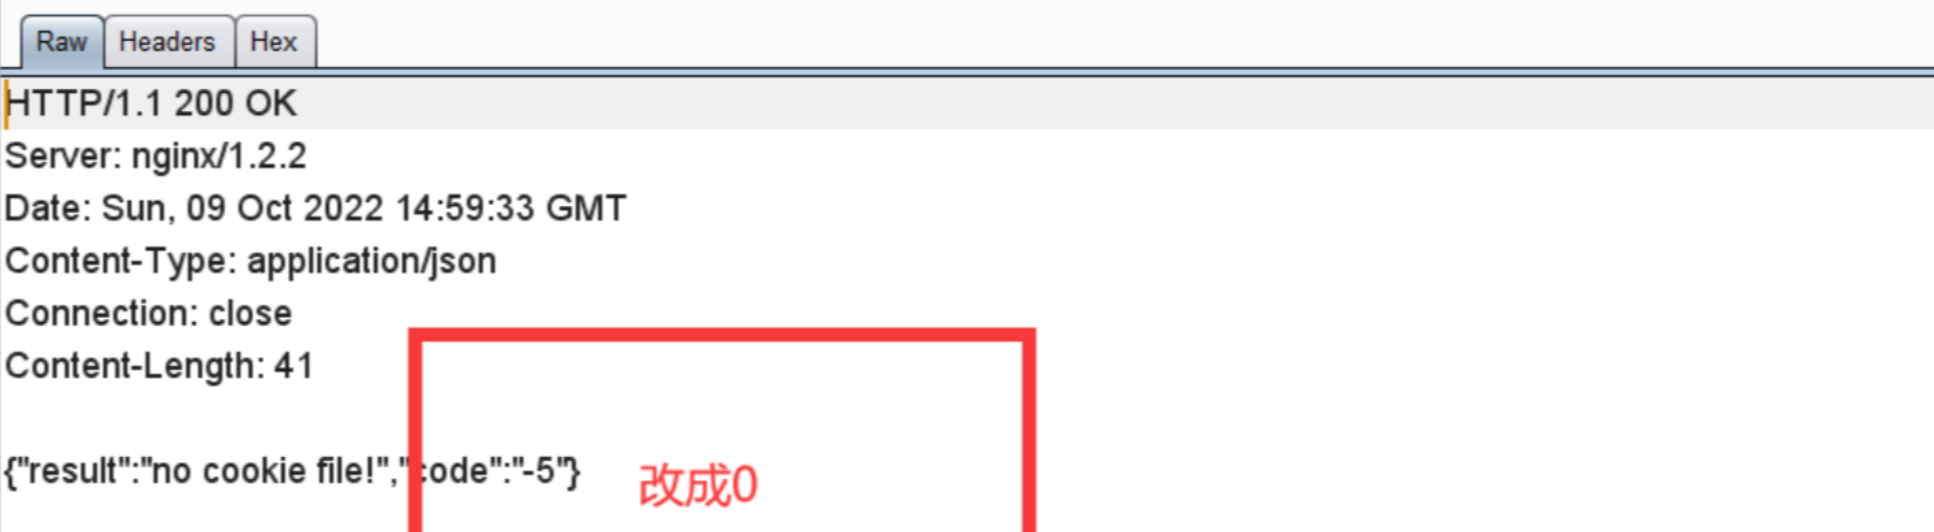 Raw Headers Hex
HTTP/1.1 200 OK
Server: nginx/1.2.2
Date: Sun, 09 Oct 2022 14:59:33 GMT
Content-Type: application/json
Connection: close
Content-Length: 41
{"result":"no cookie file!","code":"-5"}
改成0